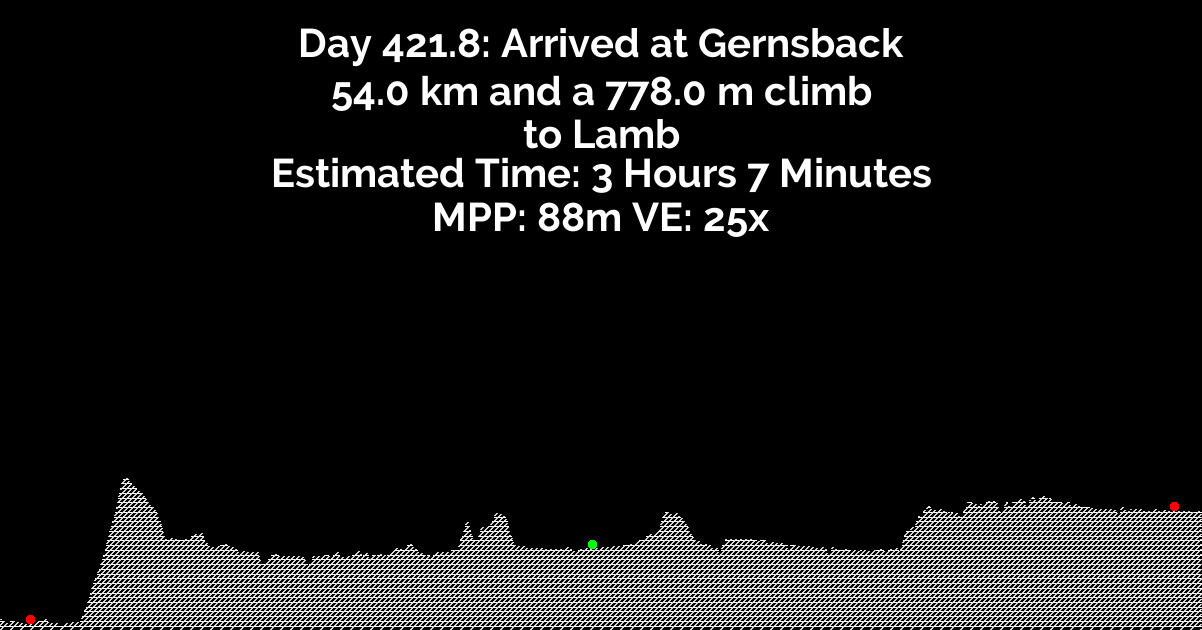 Day 421.8: Arrived at Gernsback
54.0 km and a 778.0 m climb
to Lamb
Estimated Time: 3 Hours 7 Minutes
MPP: 88m VE: 25x